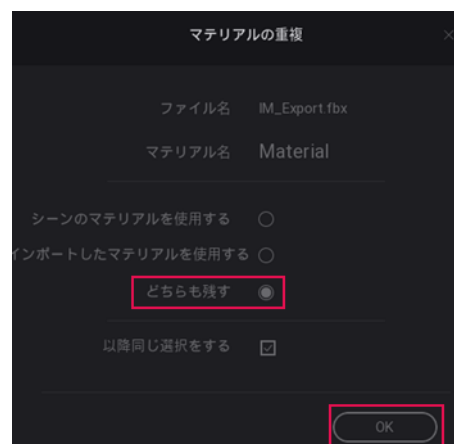 マテリアルの重複
ファイル名 IM_Export.fbx
マテリアル名 Material
シーンのマテリアルを使用する
インポートしたマテリアルを使用する
どちらも残す
以降同じ選択をする
OK